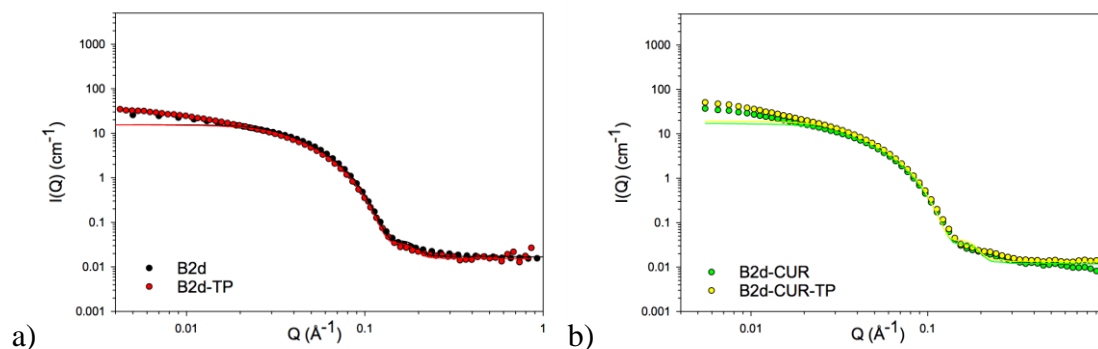 a)
I(Q) (cm⁻¹)
1000
100
10
1
0.1
0.01
0.001
B2d
B2d-TP
0.01
0.1
1
Q (Å⁻¹)
b)
I(Q) (cm⁻¹)
1000
100
10
1
0.1
0.01
0.001
B2d-CUR
B2d-CUR-TP
0.01
0.1
Q (Å⁻¹)